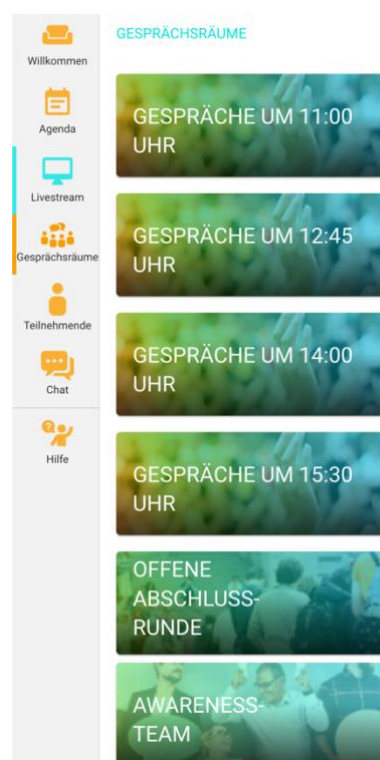 Willkommen
Agenda
Livestream
Gesprächsräume
Teilnehmende
Chat
Hilfe
GESPRÄCHSRÄUME
GESPRÄCHE UM 11:00
UHR
GESPRÄCHE UM 12:45
UHR
GESPRÄCHE UM 14:00
UHR
GESPRÄCHE UM 15:30
UHR
OFFENE
ABSCHLUSS-
RUNDE
AWARENESS-
TEAM